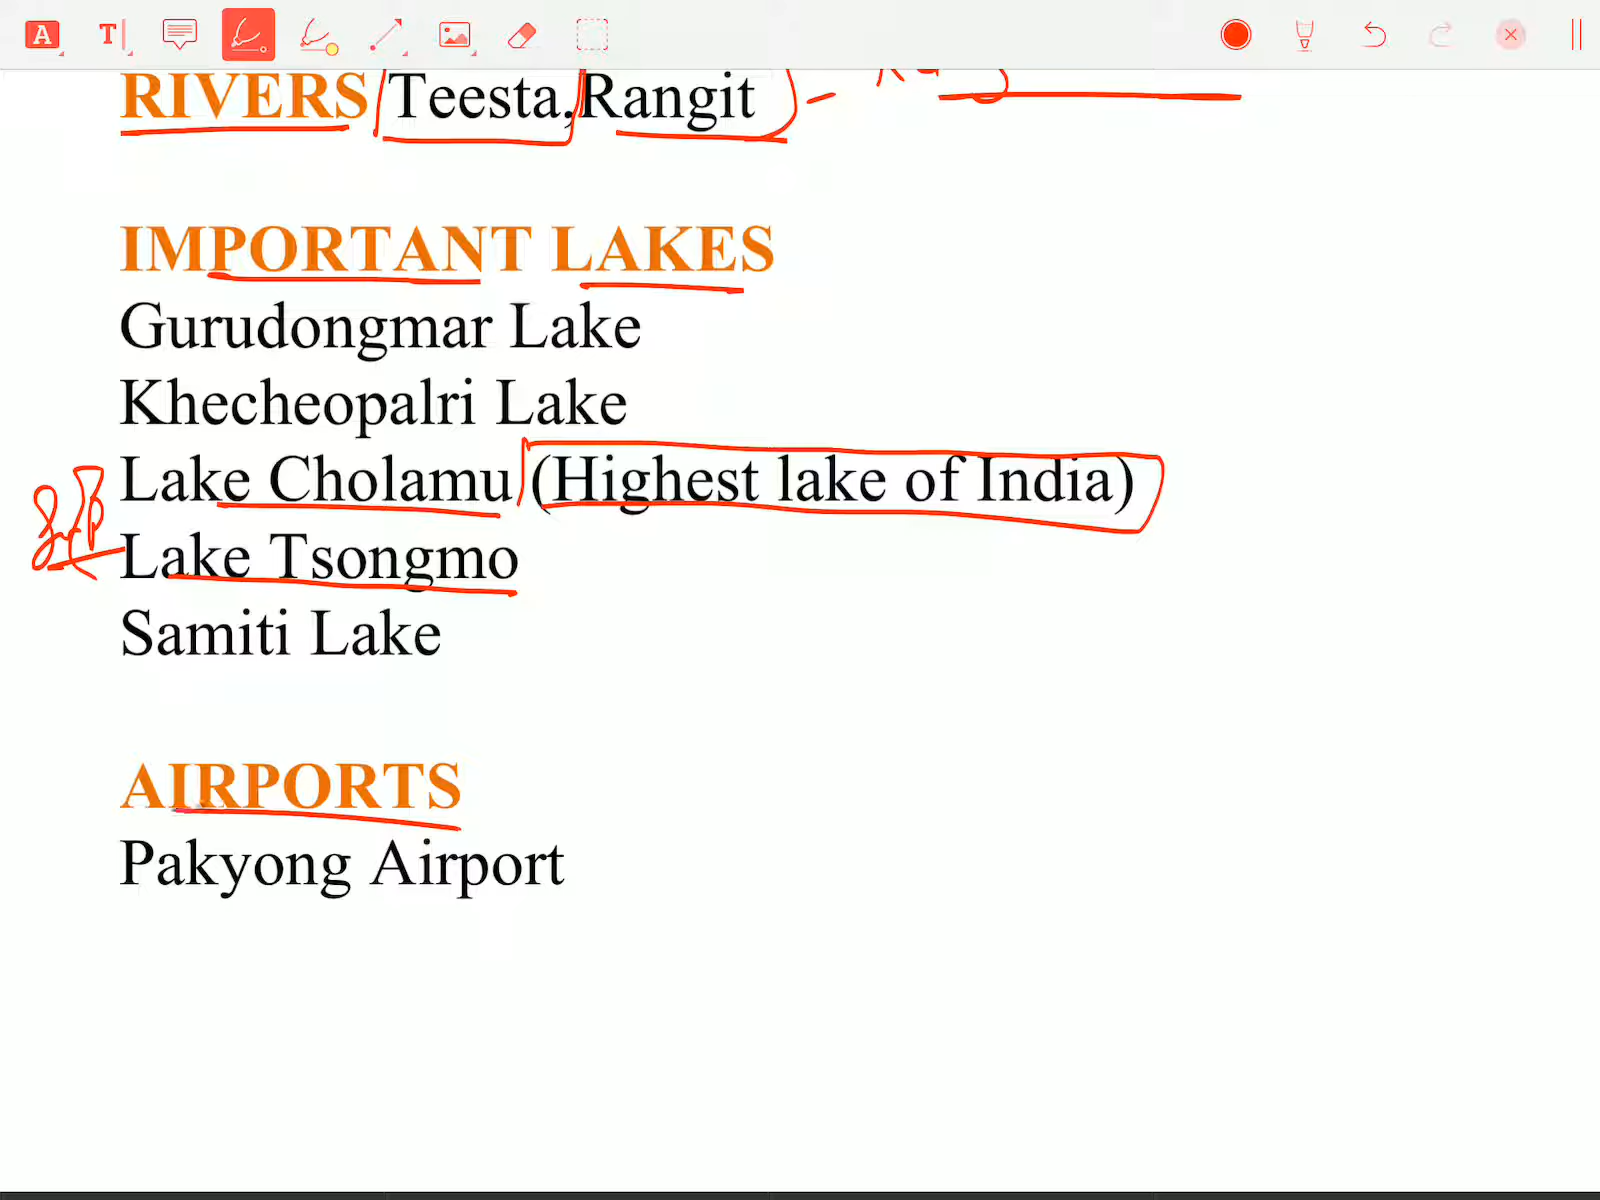 RIVERS Teesta,Rangit
IMPORTANT LAKES
Gurudongmar Lake
Khecheopalri Lake
Lake Cholamu (Highest lake of India)
Lake Tsongmo
Samiti Lake
AIRPORTS
Pakyong Airport